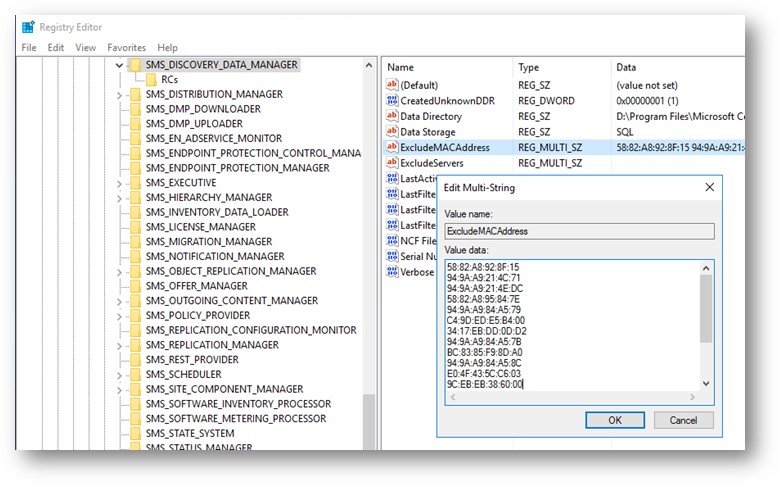 Registry Editor
File Edit View Favorites Help
SMS_DISCOVERY_DATA_MANAGER
RCs
SMS_DISTRIBUTION_MANAGER
SMS_DMP_DOWNLOADER
SMS_DMP_UPLOADER
SMS_EN_ADSERVICE_MONITOR
SMS_ENDPOINT_PROTECTION_CONTROL_MANA
SMS_ENDPOINT_PROTECTION_MANAGER
SMS_EXECUTIVE
SMS_HIERARCHY_MANAGER
SMS_INVENTORY_DATA_LOADER
SMS_LICENSE_MANAGER
SMS_MIGRATION_MANAGER
SMS_NOTIFICATION_MANAGER
SMS_OBJECT_REPLICATION_MANAGER
SMS_OFFER_MANAGER
SMS_OUTGOING_CONTENT_MANAGER
SMS_POLICY_PROVIDER
SMS_REPLICATION_CONFIGURATION_MONITOR
SMS_REPLICATION_MANAGER
SMS_REST_PROVIDER
SMS_SCHEDULER
SMS_SITE_COMPONENT_MANAGER
SMS_SOFTWARE_INVENTORY_PROCESSOR
SMS_SOFTWARE_METERING_PROCESSOR
SMS_STATE_SYSTEM
SMS_STATUS_MANAGER
Name Type Data
(Default) REG_SZ (value not set)
CreatedUnknownDDR REG_DWORD 0x00000001 (1)
Data Directory REG_SZ D:\Program Files\Microsoft Co
Data Storage REG_SZ SQL
ExcludeMACAddress REG_MULTI_SZ 58:82:A8:92:8F:15 94:9A:A9:21:4
ExcludeServers REG_MULTI_SZ
LastActiv
LastFilte
LastFilte
LastFilte
NCF File
Serial Nu
Verbose
Edit Multi-String
Value name:
ExcludeMACAddress
Value data:
58:82:A8:92:8F:15
94:9A:A9:21:4C:71
94:9A:A9:21:4E:DC
58:82:A8:95:84:7E
94:9A:A9:84:A5:79
C4:9D:ED:E5:B4:00
34:17:EB:DD:0D:D2
94:9A:A9:84:A5:7B
BC:83:85:F9:8D:A0
94:9A:A9:84:A5:8C
E0:4F:43:5C:C6:03
9C:EB:EB:38:60:00
OK Cancel